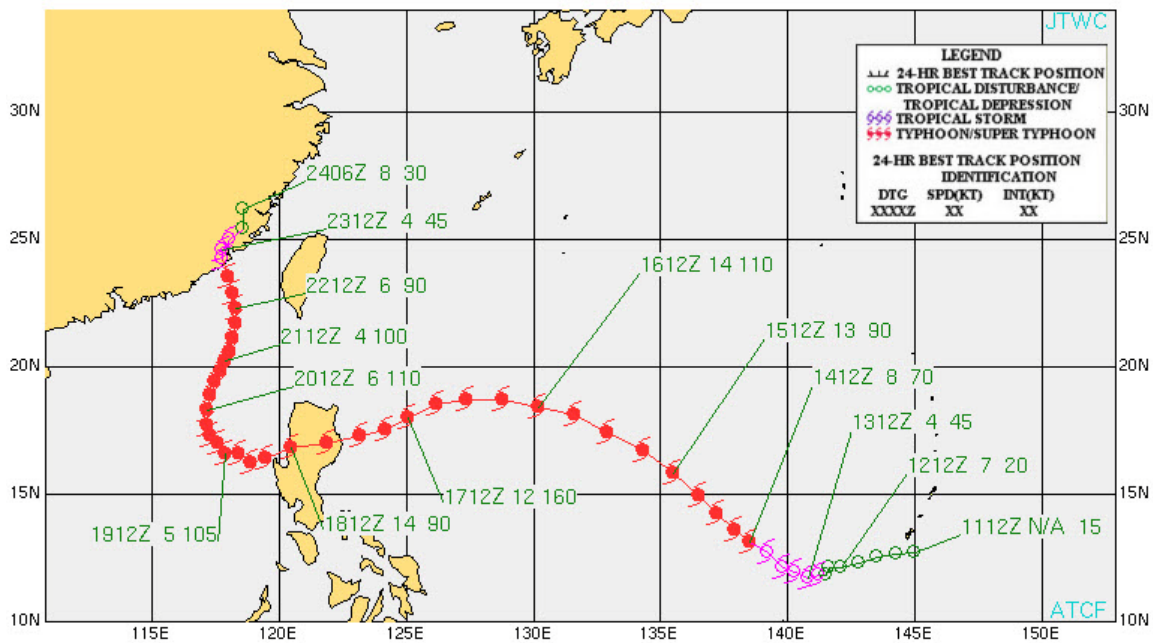 JTWC
LEGEND
24-HR BEST TRACK POSITION
TROPICAL DISTURBANCE/
TROPICAL DEPRESSION
TROPICAL STORM
TYPHOON/SUPER TYPHOON
24-HR BEST TRACK POSITION
IDENTIFICATION
DTG SPD(KT) INT(KT)
XXXXZ XX XX
30N 30N
2406Z 8 30
2312Z 4 45
25N 25N
1612Z 14 110
2212Z 6 90
1512Z 13 90
2112Z 4 100
20N 20N
2012Z 6 110
1412Z 8 70
1312Z 4 45
1212Z 7 20
15N 15N
1712Z 12 160
1112Z N/A 15
1812Z 14 90
1912Z 5 105
ATCF
10N 10N
115E 120E 125E 130E 135E 140E 145E 150E